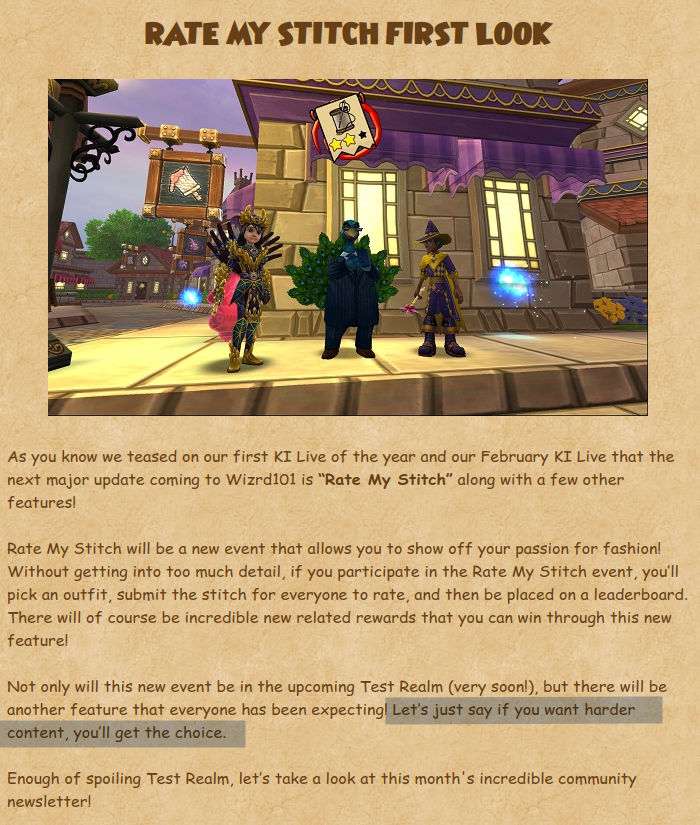 RATE MY STITCH FIRST LOOK
As you know we teased on our first KI Live of the year and our February KI Live that the
next major update coming to Wizrd101 is “Rate My Stitch” along with a few other
features!
Rate My Stitch will be a new event that allows you to show off your passion for fashion!
Without getting into too much detail, if you participate in the Rate My Stitch event, you’ll
pick an outfit, submit the stitch for everyone to rate, and then be placed on a leaderboard.
There will of course be incredible new related rewards that you can win through this new
feature!
Not only will this new event be in the upcoming Test Realm (very soon!), but there will be
another feature that everyone has been expecting! Let’s just say if you want harder
content, you’ll get the choice.
Enough of spoiling Test Realm, let’s take a look at this month's incredible community
newsletter!